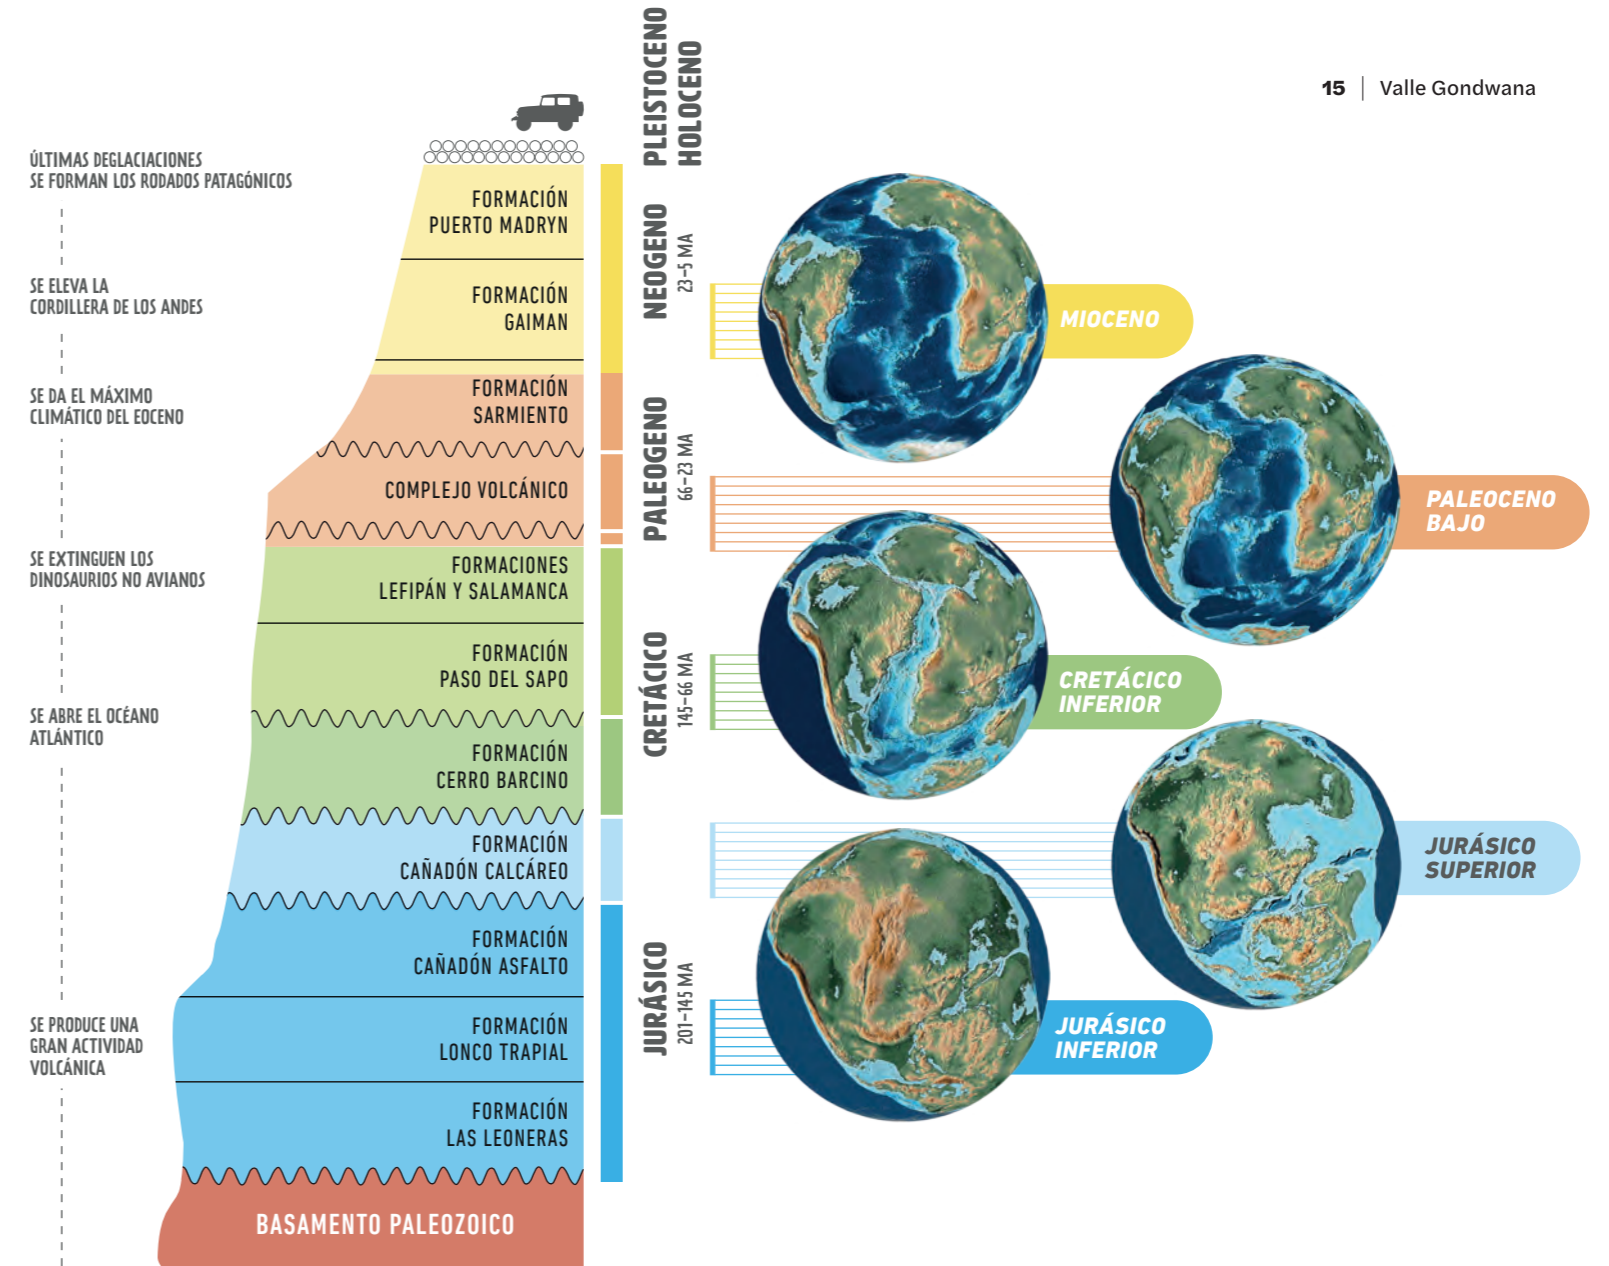 15 | Valle Gondwana
ÚLTIMAS DEGLACIACIONES
SE FORMAN LOS RODADOS PATAGÓNICOS
SE ELEVA LA
CORDILLERA DE LOS ANDES
SE DA EL MÁXIMO
CLIMÁTICO DEL EOCENO
SE EXTINGUEN LOS
DINOSAURIOS NO AVIANOS
SE ABRE EL OCÉANO
ATLÁNTICO
SE PRODUCE UNA
GRAN ACTIVIDAD
VOLCÁNICA
FORMACIÓN
PUERTO MADRYN
FORMACIÓN
GAIMAN
FORMACIÓN
SARMIENTO
COMPLEJO VOLCÁNICO
FORMACIONES
LEFIPÁN Y SALAMANCA
FORMACIÓN
PASO DEL SAPO
FORMACIÓN
CERRO BARCINO
FORMACIÓN
CAÑADÓN CALCÁREO
FORMACIÓN
CAÑADÓN ASFALTO
FORMACIÓN
LONCO TRAPIAL
FORMACIÓN
LAS LEONERAS
BASAMENTO PALEOZOICO
PLEISTOCENO
HOLOCENO
NEOGENO
23–5 MA
PALEOGENO
66–23 MA
CRETÁCICO
145–66 MA
JURÁSICO
201–145 MA
MIOCENO
PALEOCENO
BAJO
CRETÁCICO
INFERIOR
JURÁSICO
SUPERIOR
JURÁSICO
INFERIOR